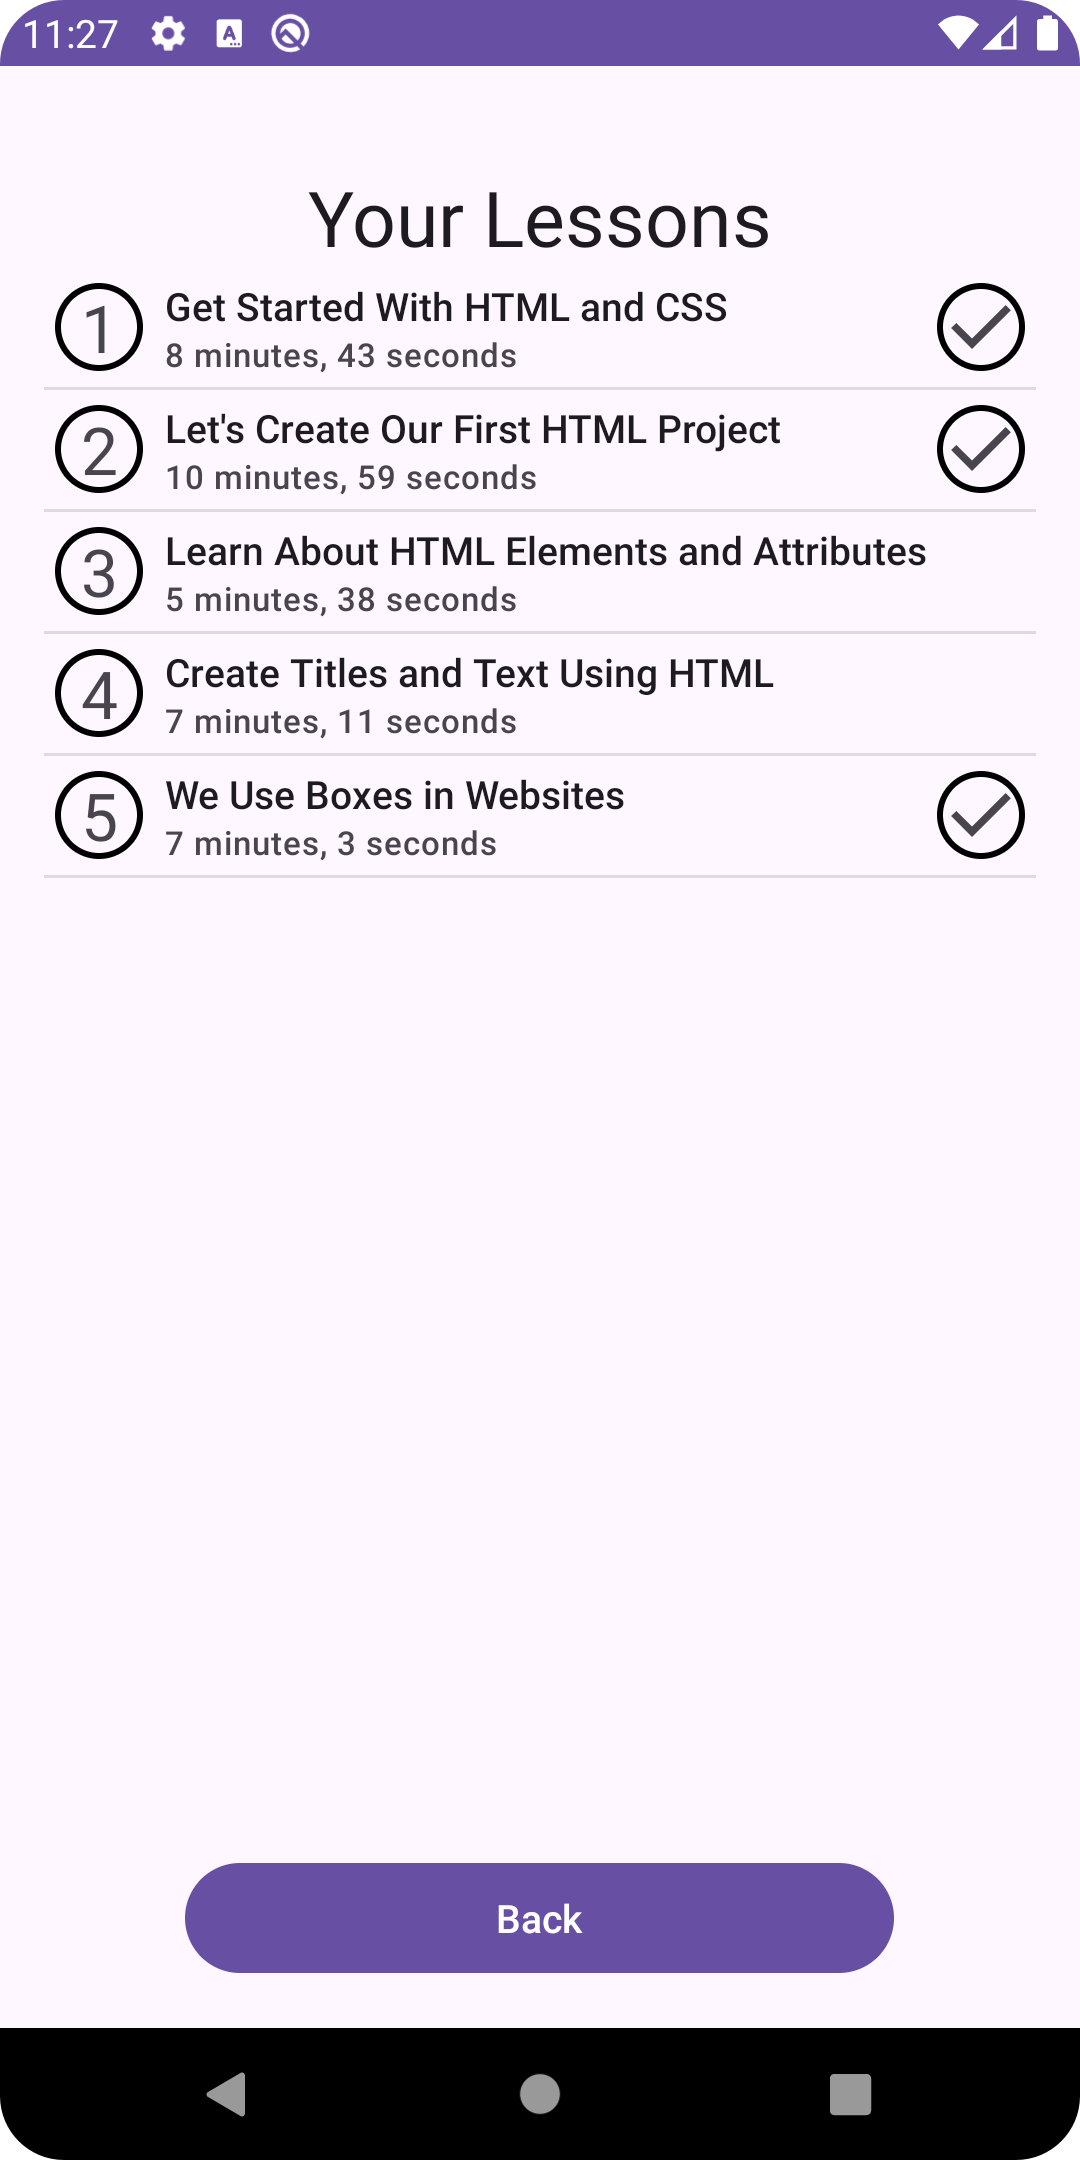 11:27
Your Lessons
1
Get Started With HTML and CSS
8 minutes, 43 seconds
2
Let's Create Our First HTML Project
10 minutes, 59 seconds
3
Learn About HTML Elements and Attributes
5 minutes, 38 seconds
4
Create Titles and Text Using HTML
7 minutes, 11 seconds
5
We Use Boxes in Websites
7 minutes, 3 seconds
Back